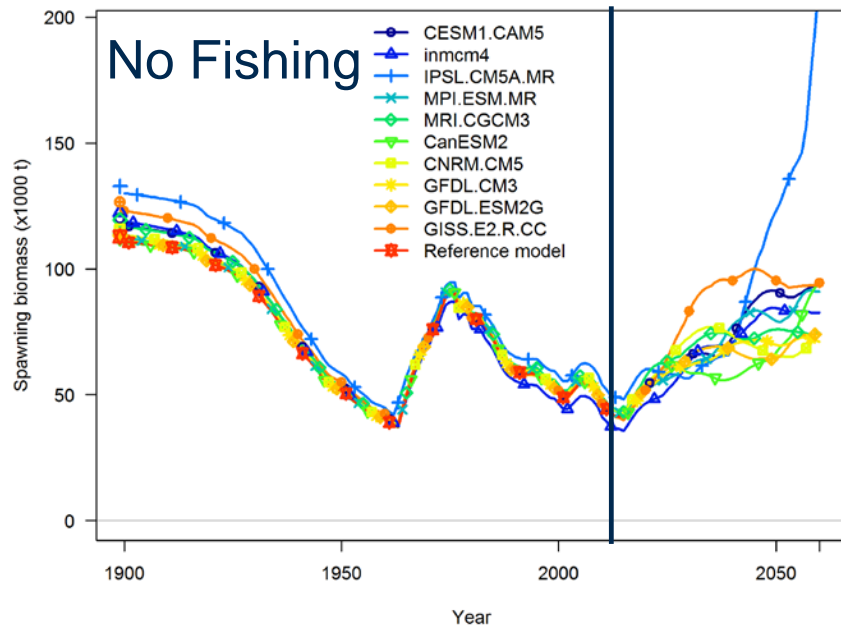 200
150
100
50
0
Spawning biomass (x1000 t)
No Fishing
CESM1.CAM5
inmcm4
IPSL.CM5A.MR
MPI.ESM.MR
MRI.CGCM3
CanESM2
CNRM.CM5
GFDL.CM3
GFDL.ESM2G
GISS.E2.R.CC
Reference model
1900 1950 2000 2050
Year